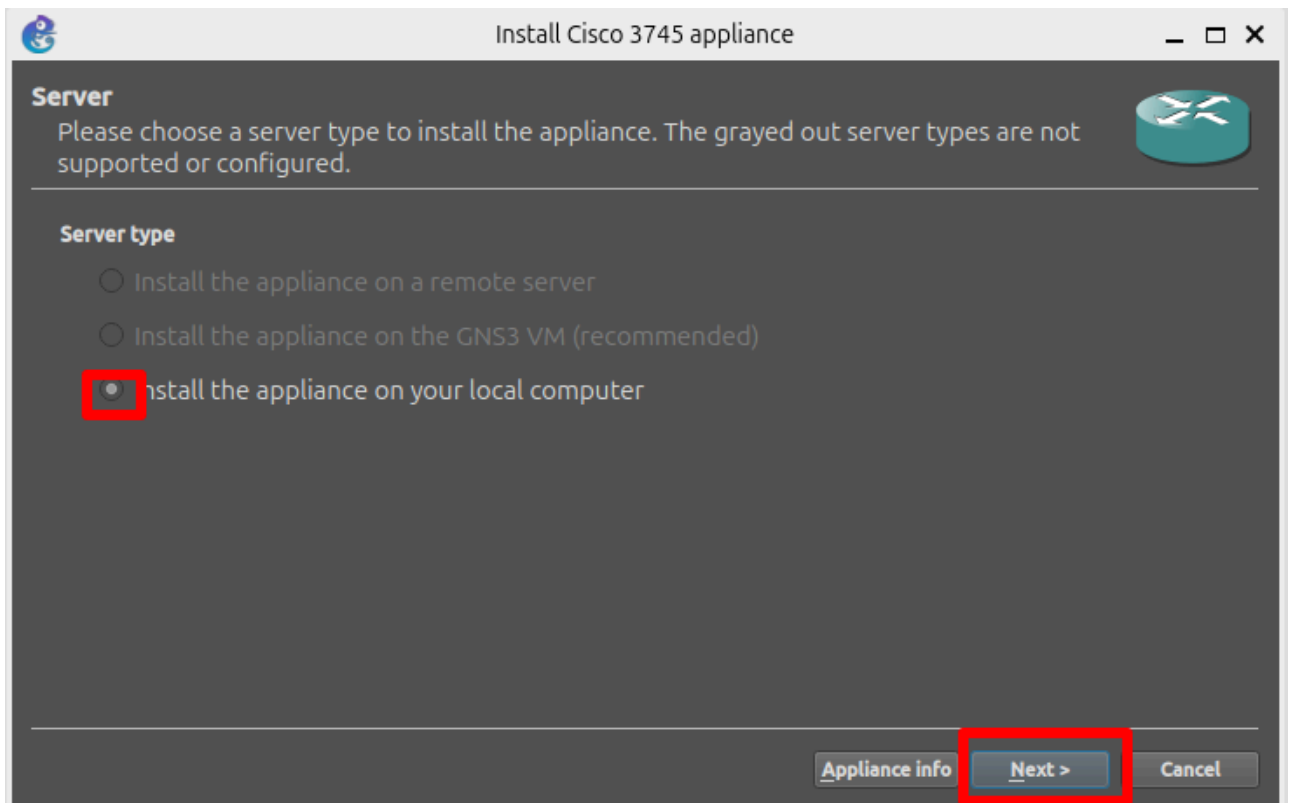 Install Cisco 3745 appliance
Server
Please choose a server type to install the appliance. The grayed out server types are not
supported or configured.
Server type
Install the appliance on a remote server
Install the appliance on the GNS3 VM (recommended)
Install the appliance on your local computer
Appliance info
Next >
Cancel